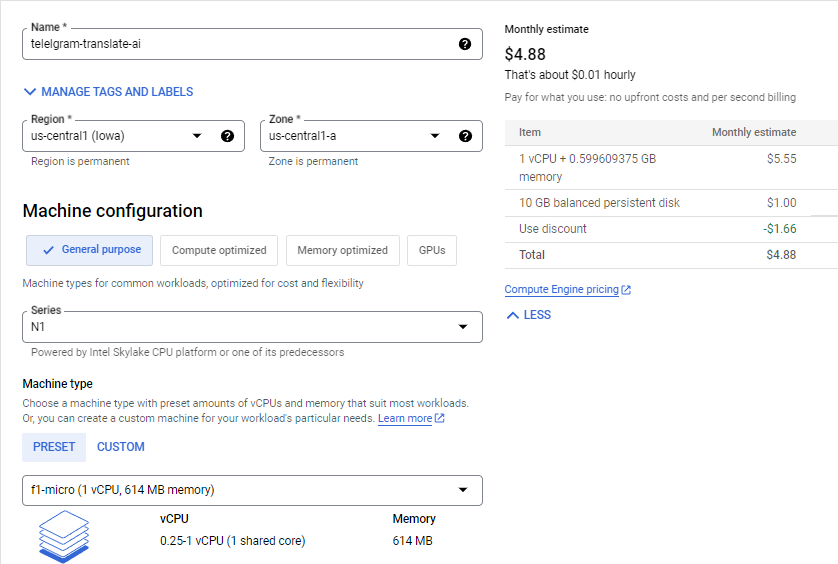 Name *
telelgram-translate-ai
MANAGE TAGS AND LABELS
Region *
us-central1 (Iowa)
Region is permanent
Zone *
us-central1-a
Zone is permanent
Machine configuration
General purpose
Compute optimized
Memory optimized
GPUs
Machine types for common workloads, optimized for cost and flexibility
Series
N1
Powered by Intel Skylake CPU platform or one of its predecessors
Machine type
Choose a machine type with preset amounts of vCPUs and memory that suit most workloads.
Or, you can create a custom machine for your workload's particular needs. Learn more
PRESET CUSTOM
f1-micro (1 vCPU, 614 MB memory)
vCPU Memory
0.25-1 vCPU (1 shared core) 614 MB
Monthly estimate
$4.88
That's about $0.01 hourly
Pay for what you use: no upfront costs and per second billing
Item Monthly estimate
1 vCPU + 0.599609375 GB $5.55
memory
10 GB balanced persistent disk $1.00
Use discount -$1.66
Total $4.88
Compute Engine pricing
LESS